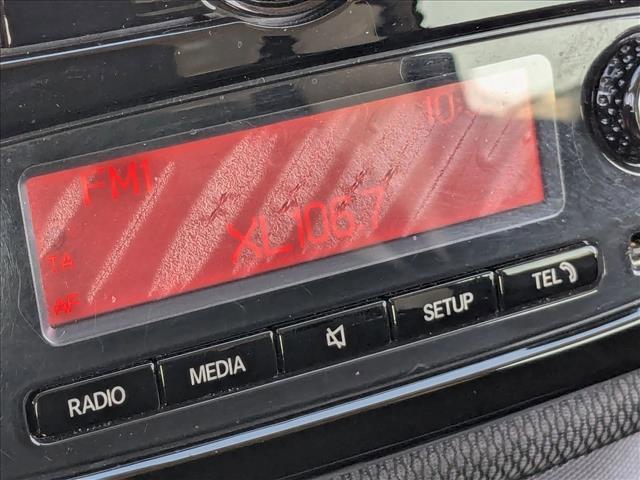 10
FM1
XL1067
TA
AF
RADIO
MEDIA
SETUP
TEL